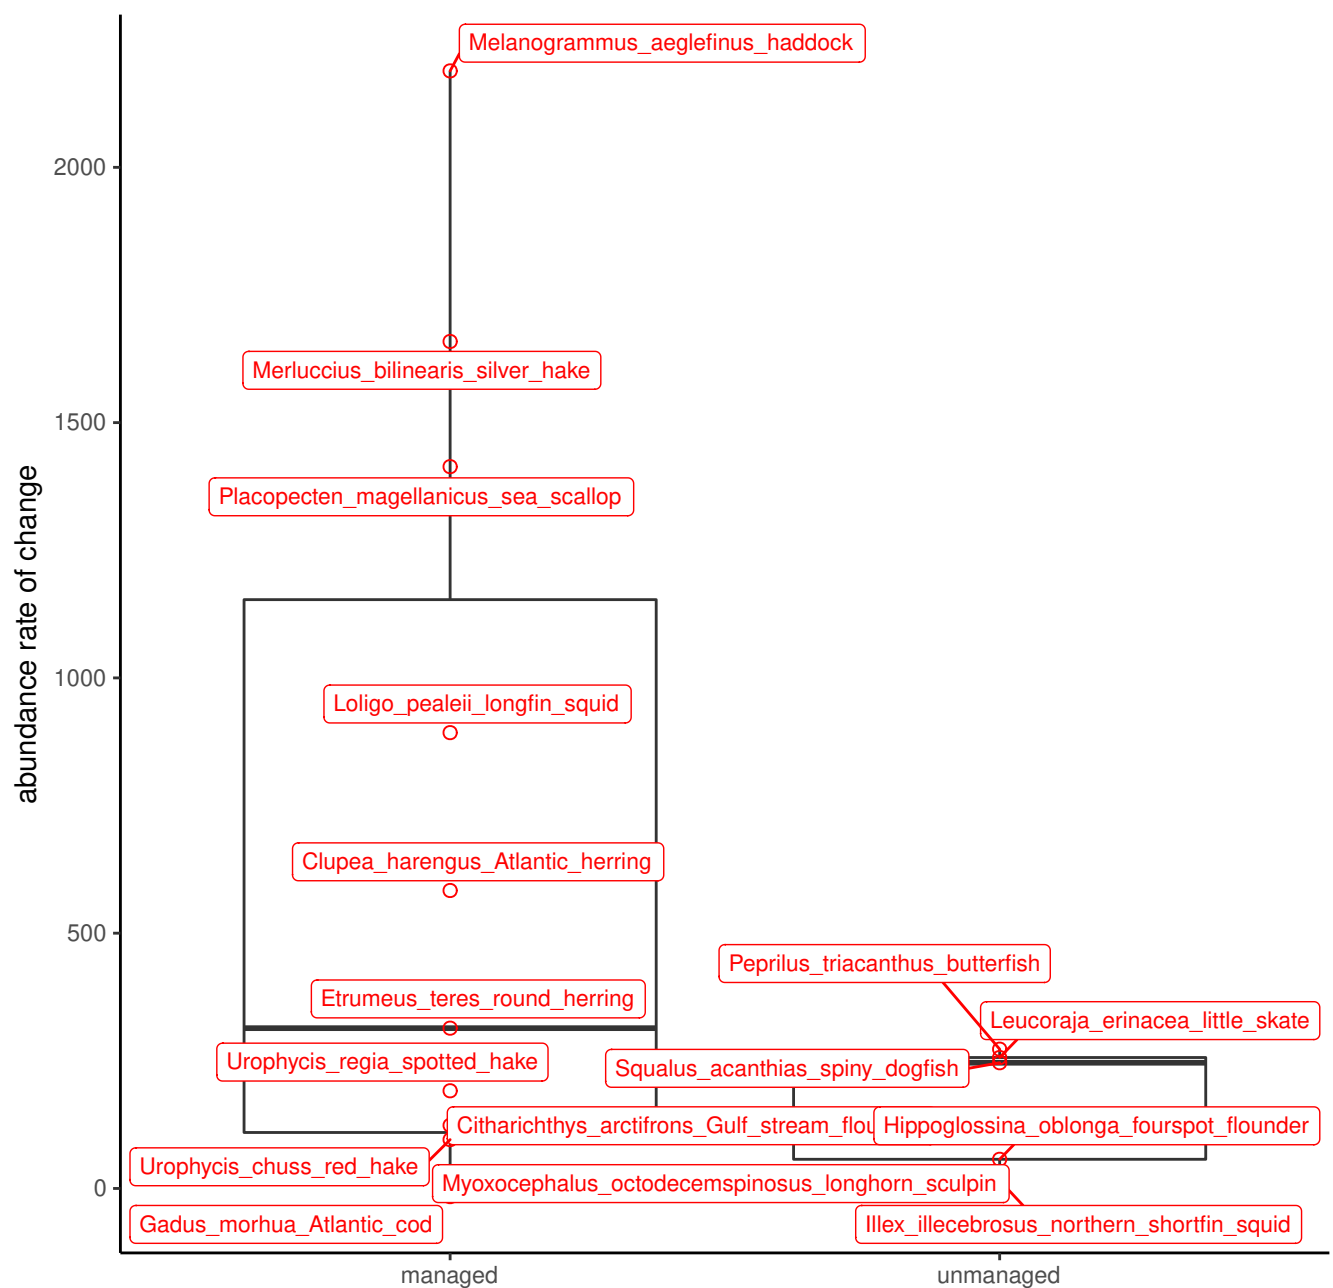 Melanogrammus_aeglefinus_haddock
2000
Merluccius_bilinearis_silver_hake
1500
Placopecten_magellanicus_sea_scallop
abundance rate of change
1000
Loligo_pealeii_longfin_squid
Clupea_harengus_Atlantic_herring
500
Peprilus_triacanthus_butterfish
Etrumeus_teres_round_herring
Leucoraja_erinacea_little_skate
Urophycis_regia_spotted_hake
Squalus_acanthias_spiny_dogfish
Citharichthys_arctifrons_Gulf_stream_flou
Hippoglossina_oblonga_fourspot_flounder
Urophycis_chuss_red_hake
0
Myoxocephalus_octodecemspinosus_longhorn_sculpin
Gadus_morhua_Atlantic_cod
Illex_illecebrosus_northern_shortfin_squid
managed
unmanaged